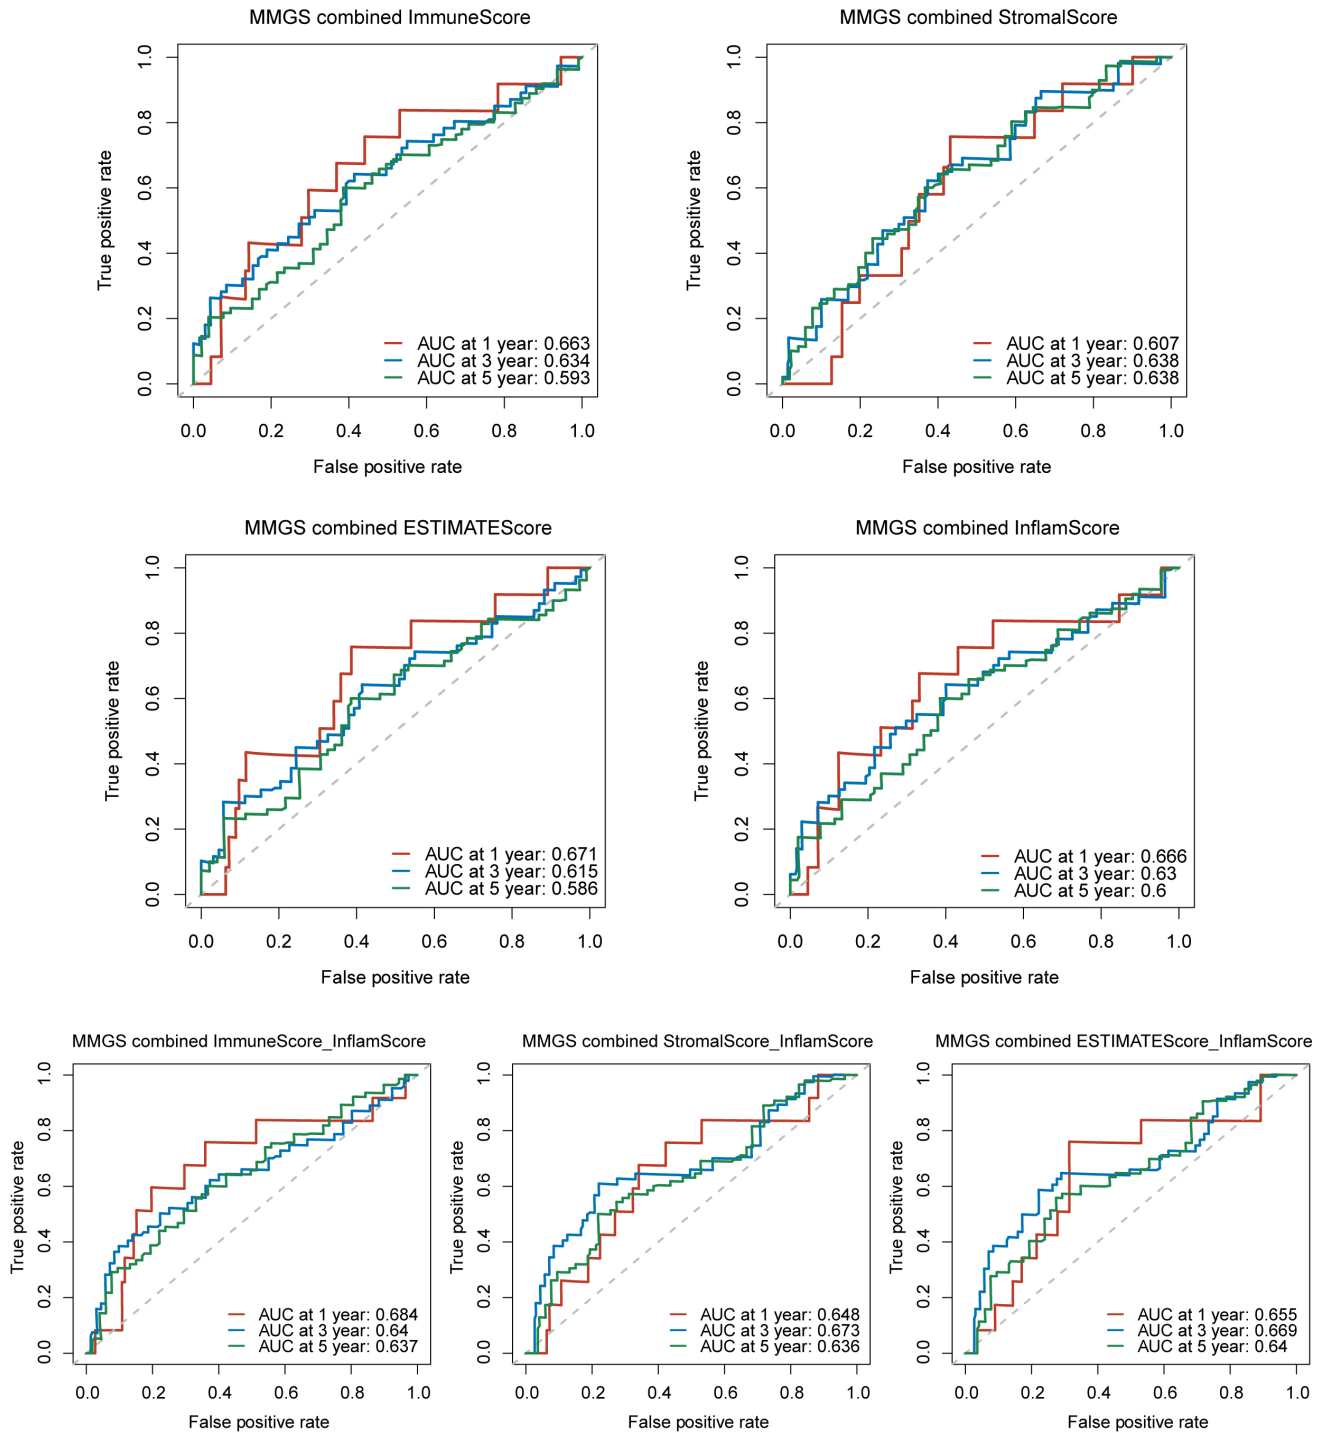 MMGS combined ImmuneScore
True positive rate
1.0
0.8
0.6
0.4
0.2
0.0
AUC at 1 year: 0.663
AUC at 3 year: 0.634
AUC at 5 year: 0.593
0.0 0.2 0.4 0.6 0.8 1.0
False positive rate
MMGS combined StromalScore
True positive rate
1.0
0.8
0.6
0.4
0.2
0.0
AUC at 1 year: 0.607
AUC at 3 year: 0.638
AUC at 5 year: 0.638
0.0 0.2 0.4 0.6 0.8 1.0
False positive rate
MMGS combined ESTIMATEScore
True positive rate
1.0
0.8
0.6
0.4
0.2
0.0
AUC at 1 year: 0.671
AUC at 3 year: 0.615
AUC at 5 year: 0.586
0.0 0.2 0.4 0.6 0.8 1.0
False positive rate
MMGS combined InflamScore
True positive rate
1.0
0.8
0.6
0.4
0.2
0.0
AUC at 1 year: 0.666
AUC at 3 year: 0.63
AUC at 5 year: 0.6
0.0 0.2 0.4 0.6 0.8 1.0
False positive rate
MMGS combined ImmuneScore_InflamScore
True positive rate
1.0
0.8
0.6
0.4
0.2
0.0
AUC at 1 year: 0.684
AUC at 3 year: 0.64
AUC at 5 year: 0.637
0.0 0.2 0.4 0.6 0.8 1.0
False positive rate
MMGS combined StromalScore_InflamScore
True positive rate
1.0
0.8
0.6
0.4
0.2
0.0
AUC at 1 year: 0.648
AUC at 3 year: 0.673
AUC at 5 year: 0.636
0.0 0.2 0.4 0.6 0.8 1.0
False positive rate
MMGS combined ESTIMATEScore_InflamScore
True positive rate
1.0
0.8
0.6
0.4
0.2
0.0
AUC at 1 year: 0.655
AUC at 3 year: 0.669
AUC at 5 year: 0.64
0.0 0.2 0.4 0.6 0.8 1.0
False positive rate